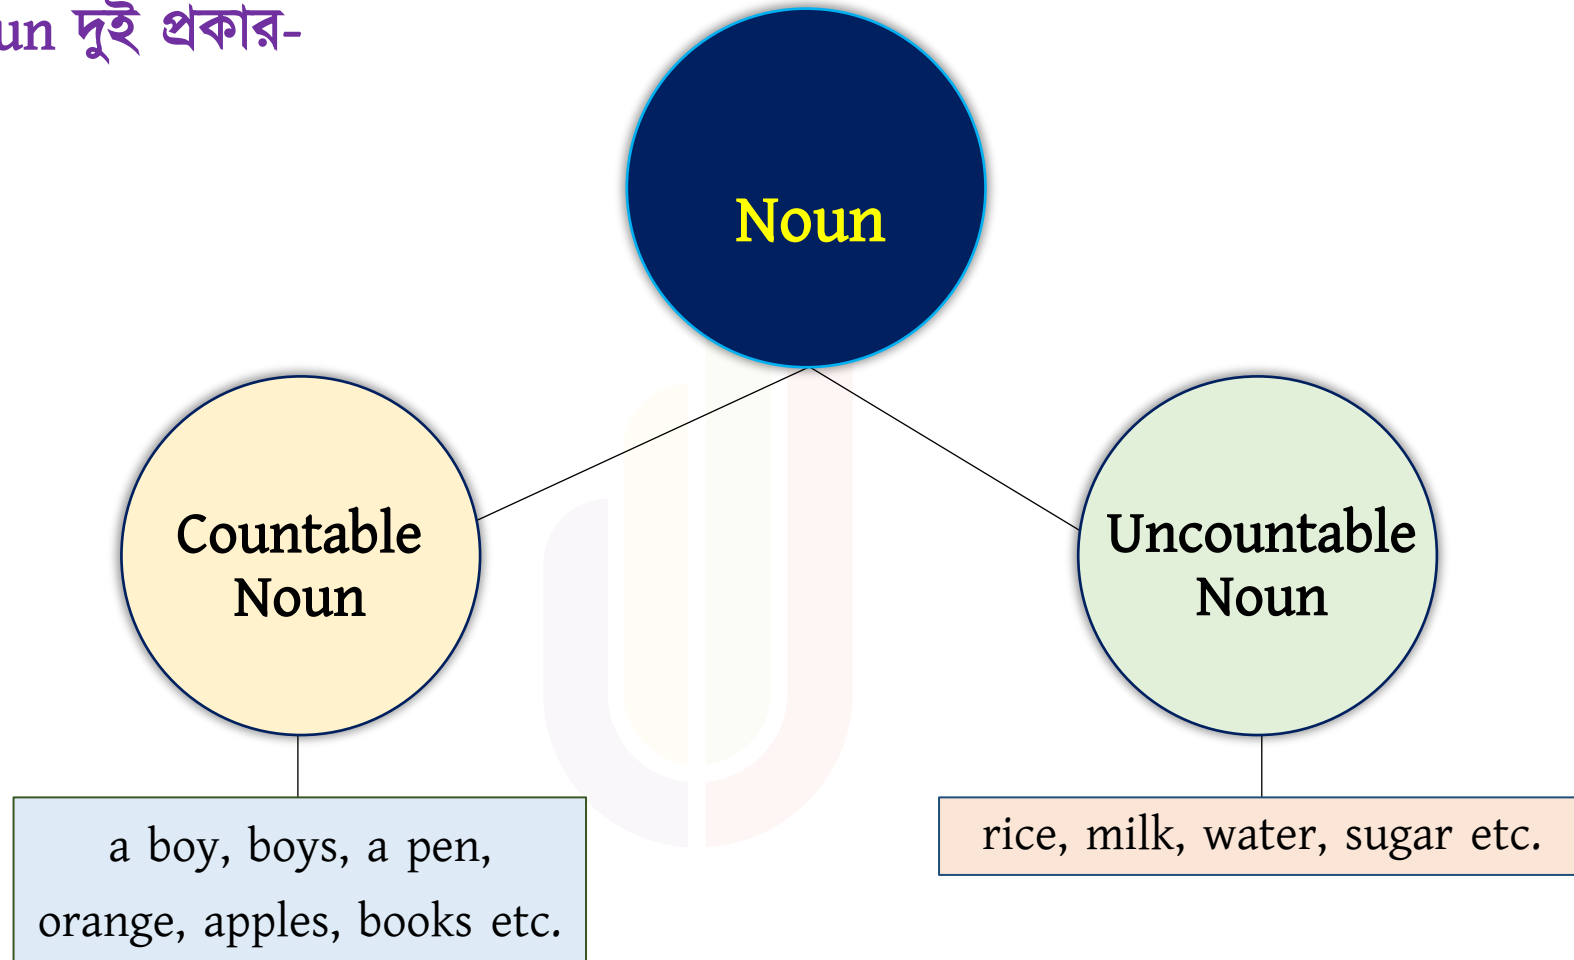 un দুই প্রকার-
Noun
Countable
Noun
Uncountable
Noun
a boy, boys, a pen,
orange, apples, books etc.
rice, milk, water, sugar etc.